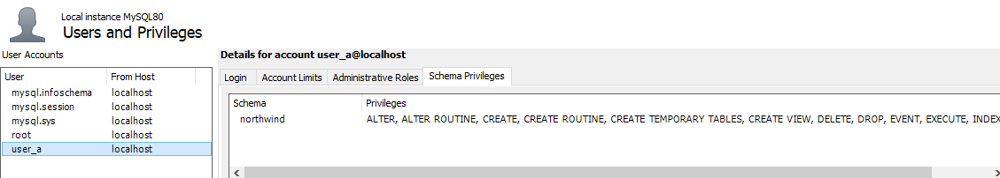 Local instance MySQL80
Users and Privileges
User Accounts
User From Host
mysql.infoschema localhost
mysql.session localhost
mysql.sys localhost
root localhost
user_a localhost
Details for account user_a@localhost
Login Account Limits Administrative Roles Schema Privileges
Schema Privileges
northwind ALTER, ALTER ROUTINE, CREATE, CREATE ROUTINE, CREATE TEMPORARY TABLES, CREATE VIEW, DELETE, DROP, EVENT, EXECUTE, INDEX